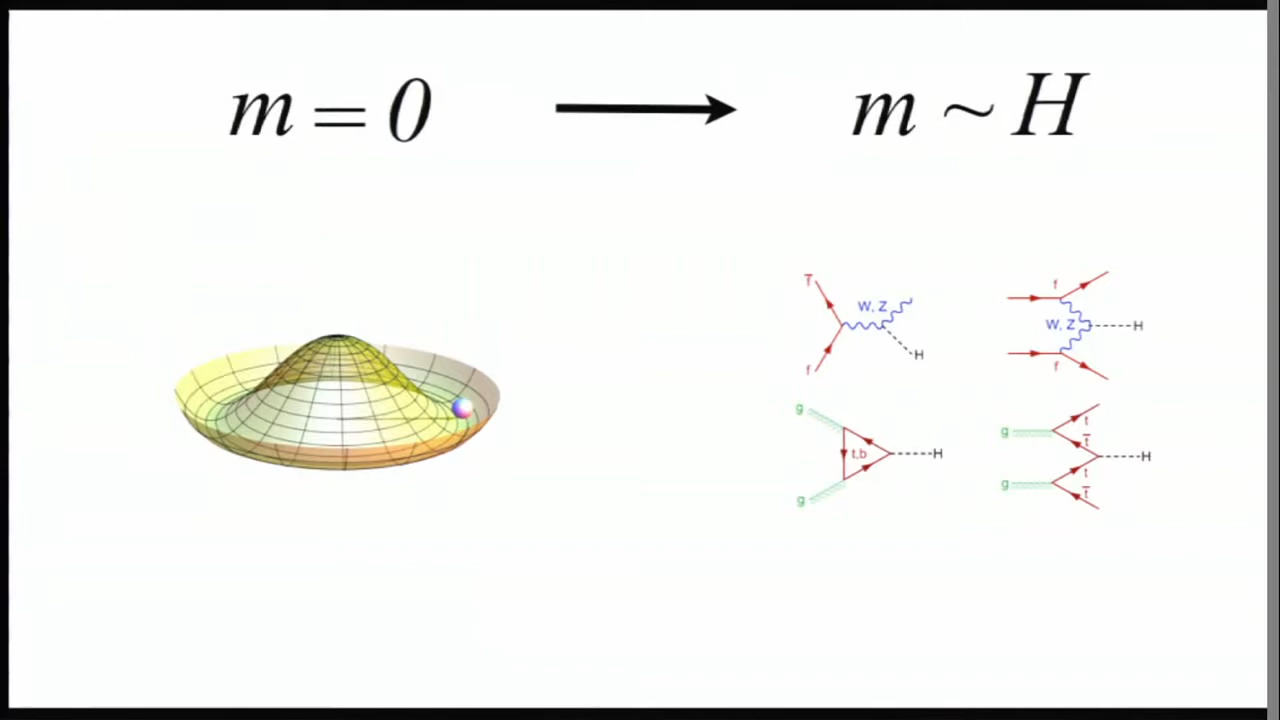 m = 0 → m ~ H
f̅ W, Z H f
f W, Z H f
g t,b H g
g t t̅ H g t t̅